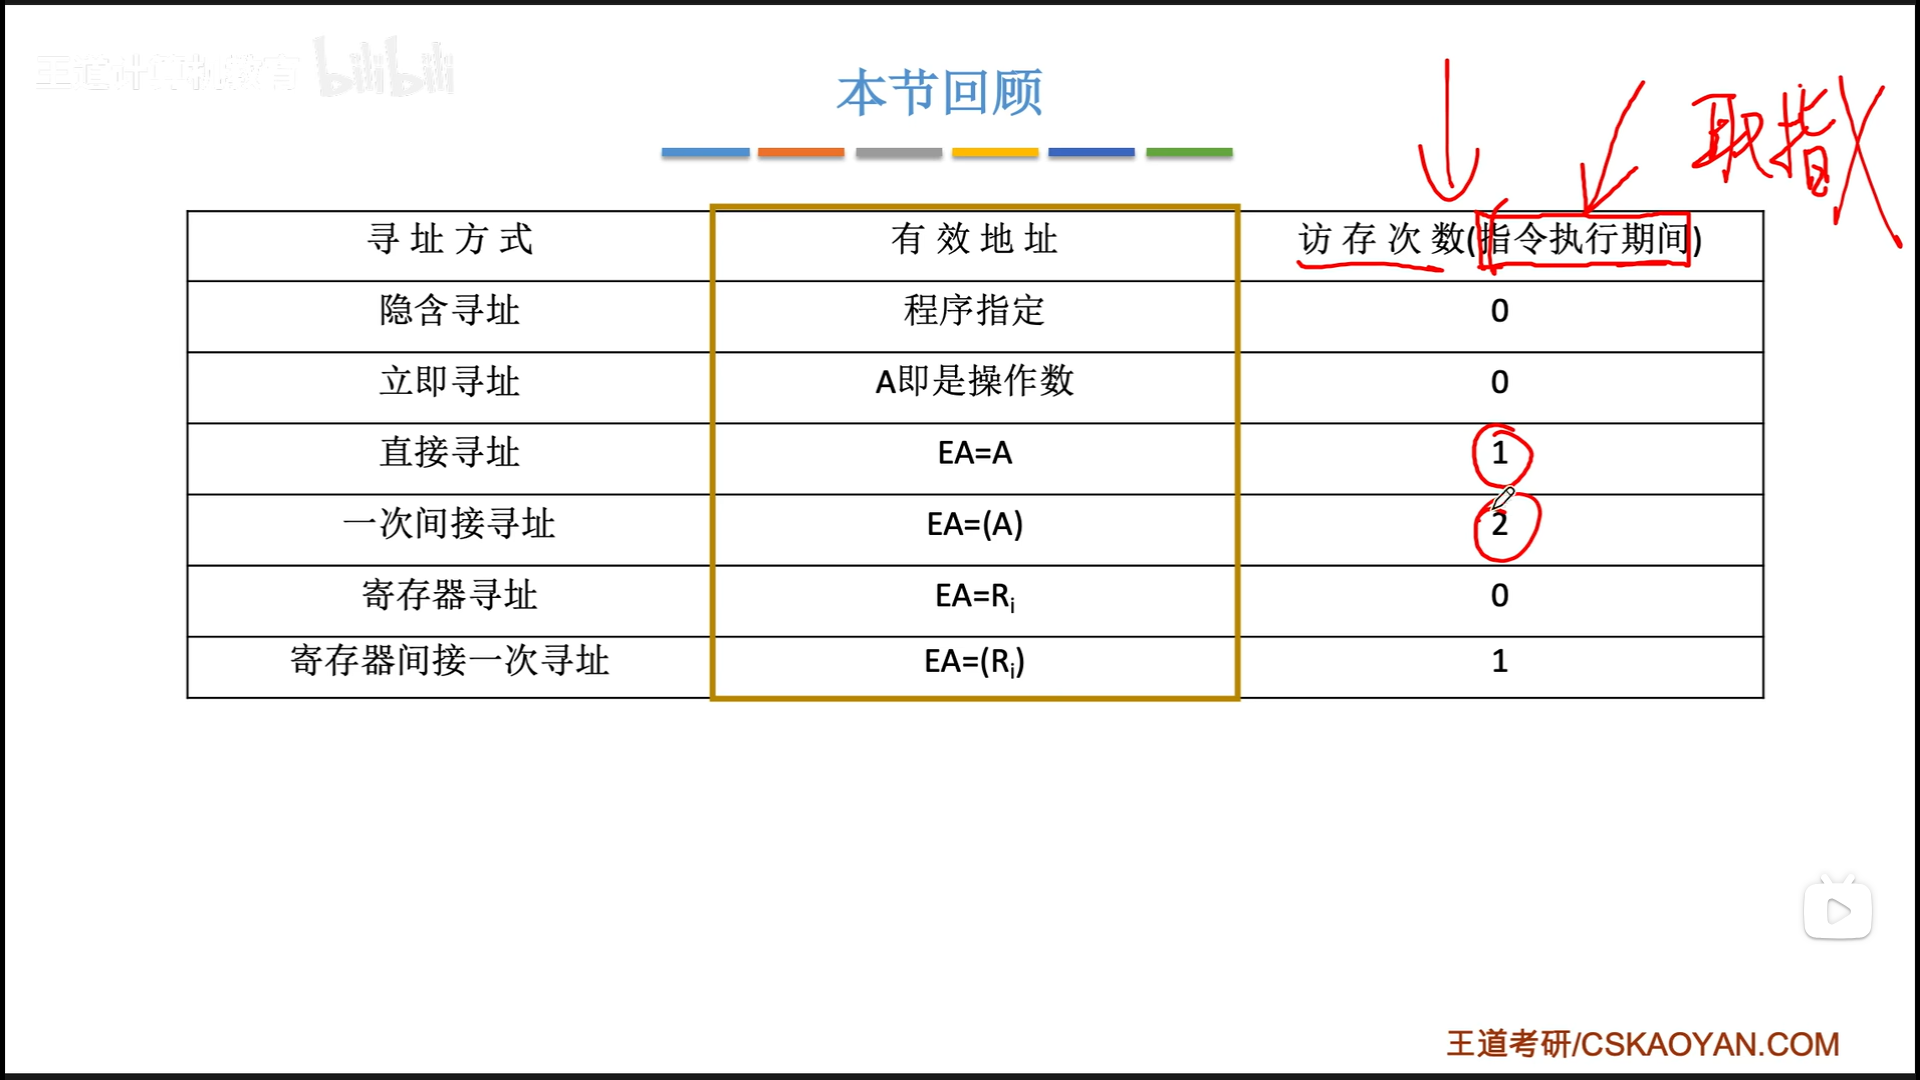 王道计算机教育 bilibili
本节回顾
取指
寻址方式 有效地址 访存次数(指令执行期间)
隐含寻址 程序指定 0
立即寻址 A即是操作数 0
直接寻址 EA=A 1
一次间接寻址 EA=(A) 2
寄存器寻址 EA=Ri 0
寄存器间接一次寻址 EA=(Ri) 1
王道考研/CSKAOYAN.COM